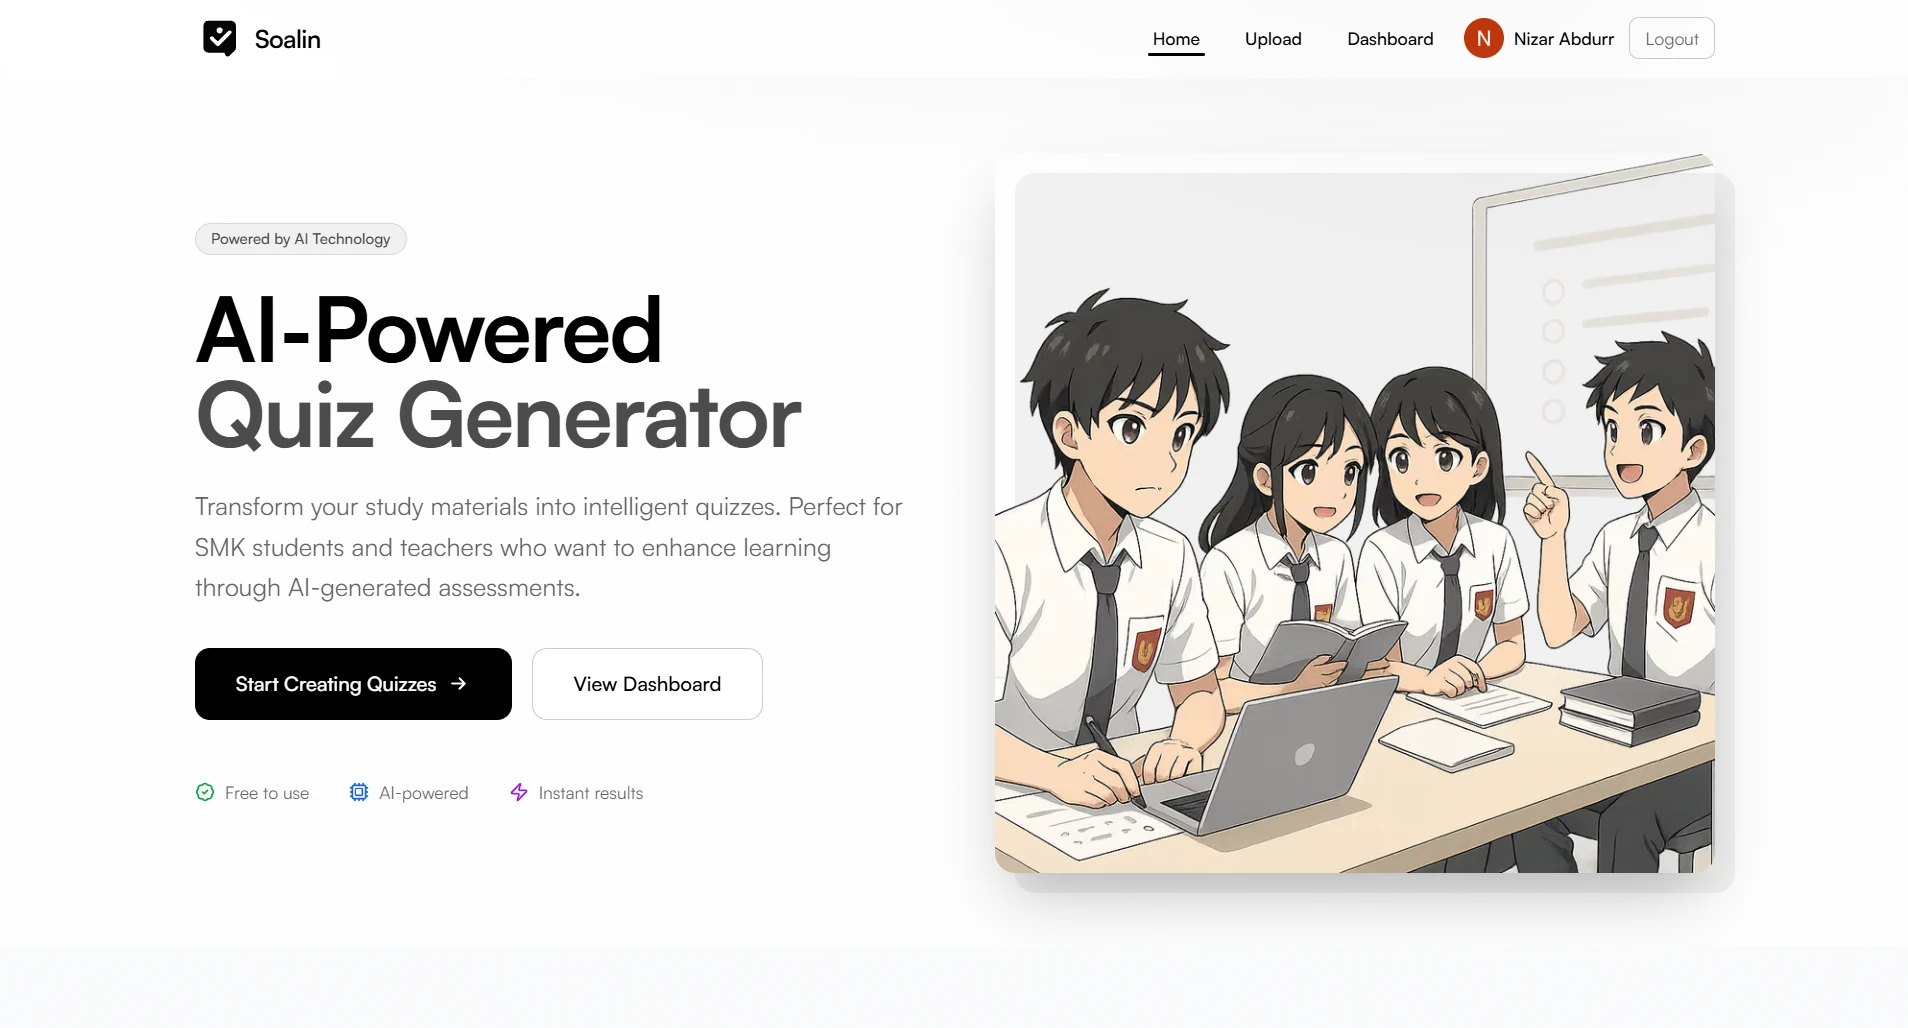 Soalin
Home
Upload
Dashboard
N
Nizar Abdurr
Logout
Powered by AI Technology
AI-Powered
Quiz Generator
Transform your study materials into intelligent quizzes. Perfect for
SMK students and teachers who want to enhance learning
through AI-generated assessments.
Start Creating Quizzes →
View Dashboard
Free to use
AI-powered
Instant results